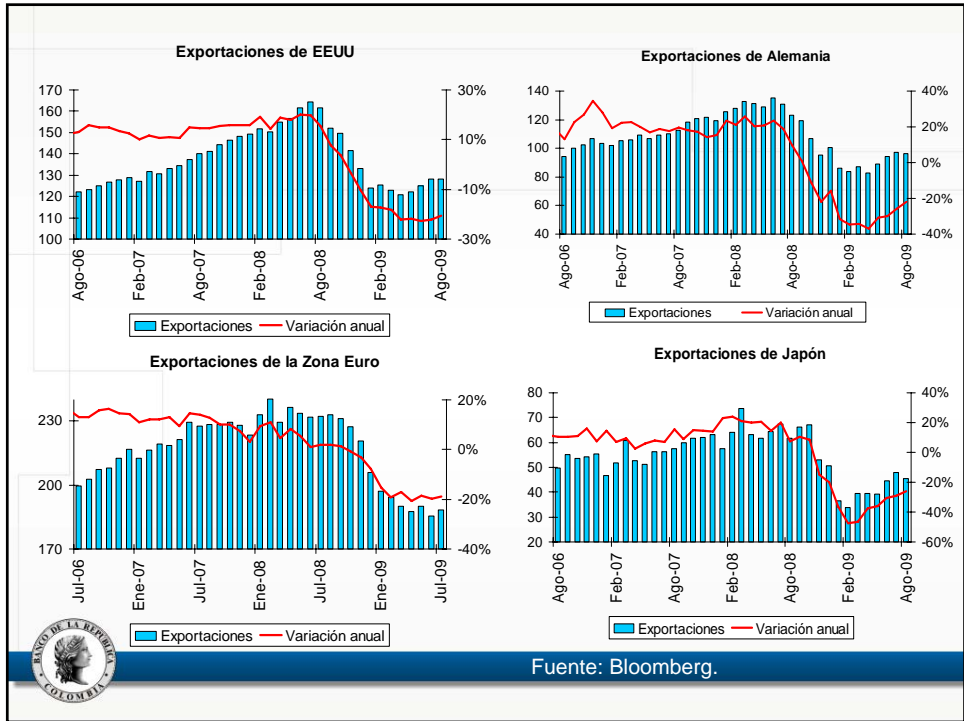 Exportaciones de EEUU
170
160
150
140
130
120
110
100
30%
10%
-10%
-30%
Ago-06
Feb-07
Ago-07
Feb-08
Ago-08
Feb-09
Ago-09
Exportaciones Variación anual
Exportaciones de Alemania
140
120
100
80
60
40
40%
20%
0%
-20%
-40%
Ago-06
Feb-07
Ago-07
Feb-08
Ago-08
Feb-09
Ago-09
Exportaciones Variación anual
Exportaciones de la Zona Euro
230
200
170
20%
0%
-20%
-40%
Jul-06
Ene-07
Jul-07
Ene-08
Jul-08
Ene-09
Jul-09
Exportaciones Variación anual
Exportaciones de Japón
80
70
60
50
40
30
20
40%
20%
0%
-20%
-40%
-60%
Ago-06
Feb-07
Ago-07
Feb-08
Ago-08
Feb-09
Ago-09
Exportaciones Variación anual
BANCO DE LA REPUBLICA
COLOMBIA
Fuente: Bloomberg.